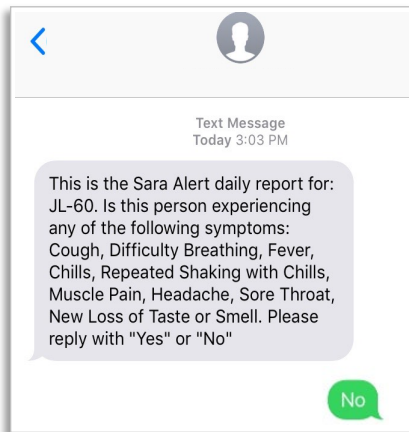 Text Message
Today 3:03 PM
This is the Sara Alert daily report for:
JL-60. Is this person experiencing
any of the following symptoms:
Cough, Difficulty Breathing, Fever,
Chills, Repeated Shaking with Chills,
Muscle Pain, Headache, Sore Throat,
New Loss of Taste or Smell. Please
reply with "Yes" or "No"
No